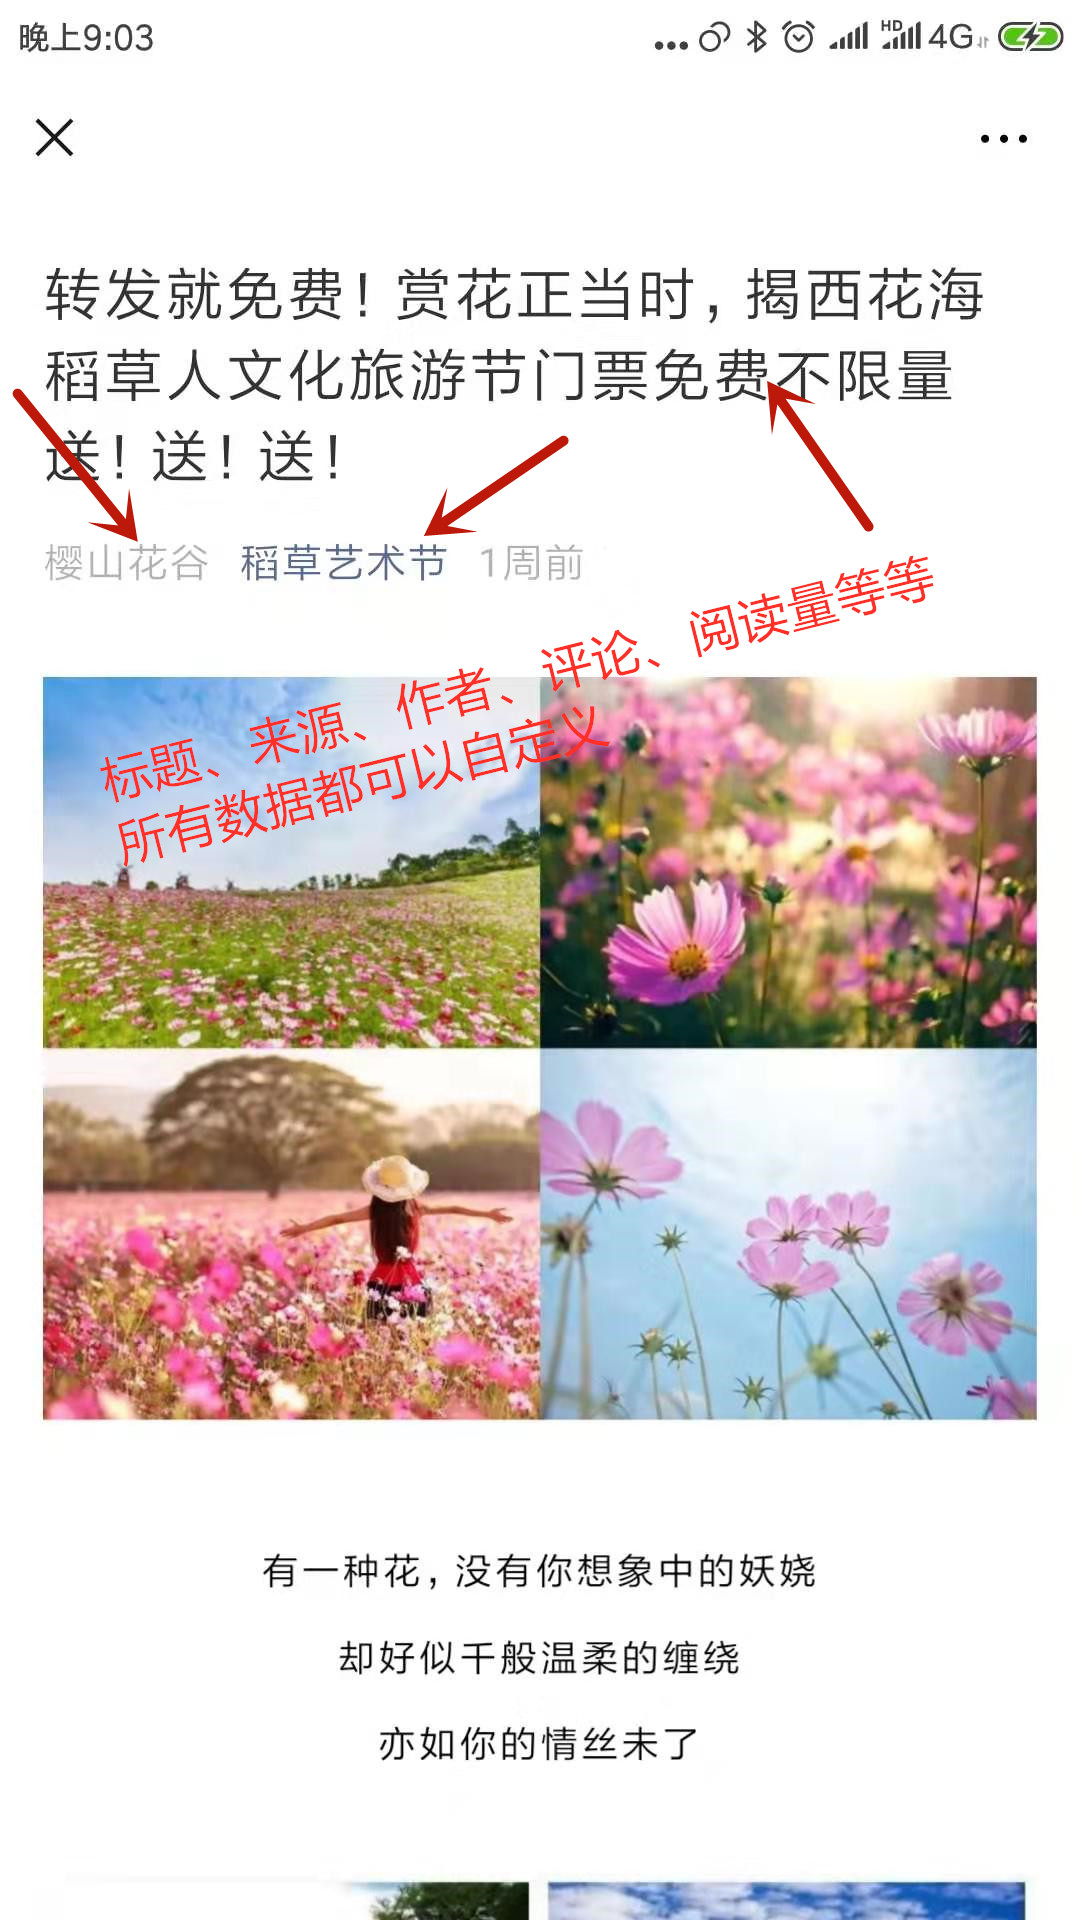 晚上9:03
HD
4G
转发就免费！赏花正当时，揭西花海
稻草人文化旅游节门票免费不限量
送！送！送！
樱山花谷 稻草艺术节 1周前
标题、来源、作者、评论、阅读量等等
所有数据都可以自定义
有一种花，没有你想象中的妖娆
却好似千般温柔的缠绕
亦如你的情丝未了